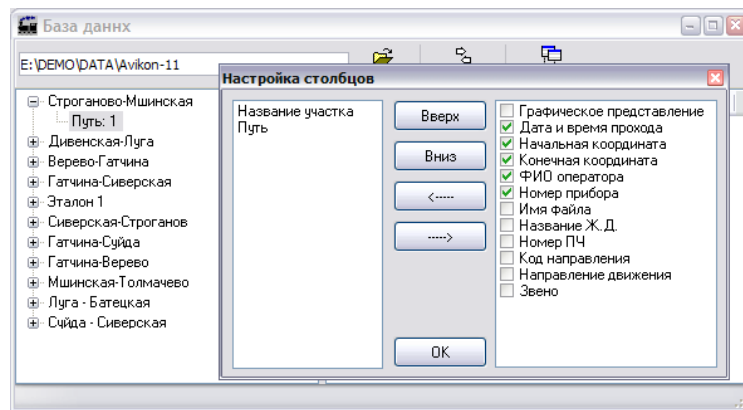 База даннх
E:\DEMO\DATA\Avikon-11
Настройка столбцов
Строганово-Мшинская
Путь: 1
Дивенская-Луга
Верево-Гатчина
Гатчина-Сиверская
Эталон 1
Сиверская-Строганов
Гатчина-Суйда
Гатчина-Верево
Мшинская-Толмачево
Луга - Батецкая
Суйда - Сиверская
Название участка
Путь
Вверх
Вниз
<-----
----->
OK
Графическое представление
Дата и время прохода
Начальная координата
Конечная координата
ФИО оператора
Номер прибора
Имя файла
Название Ж.Д.
Номер ПЧ
Код направления
Направление движения
Звено